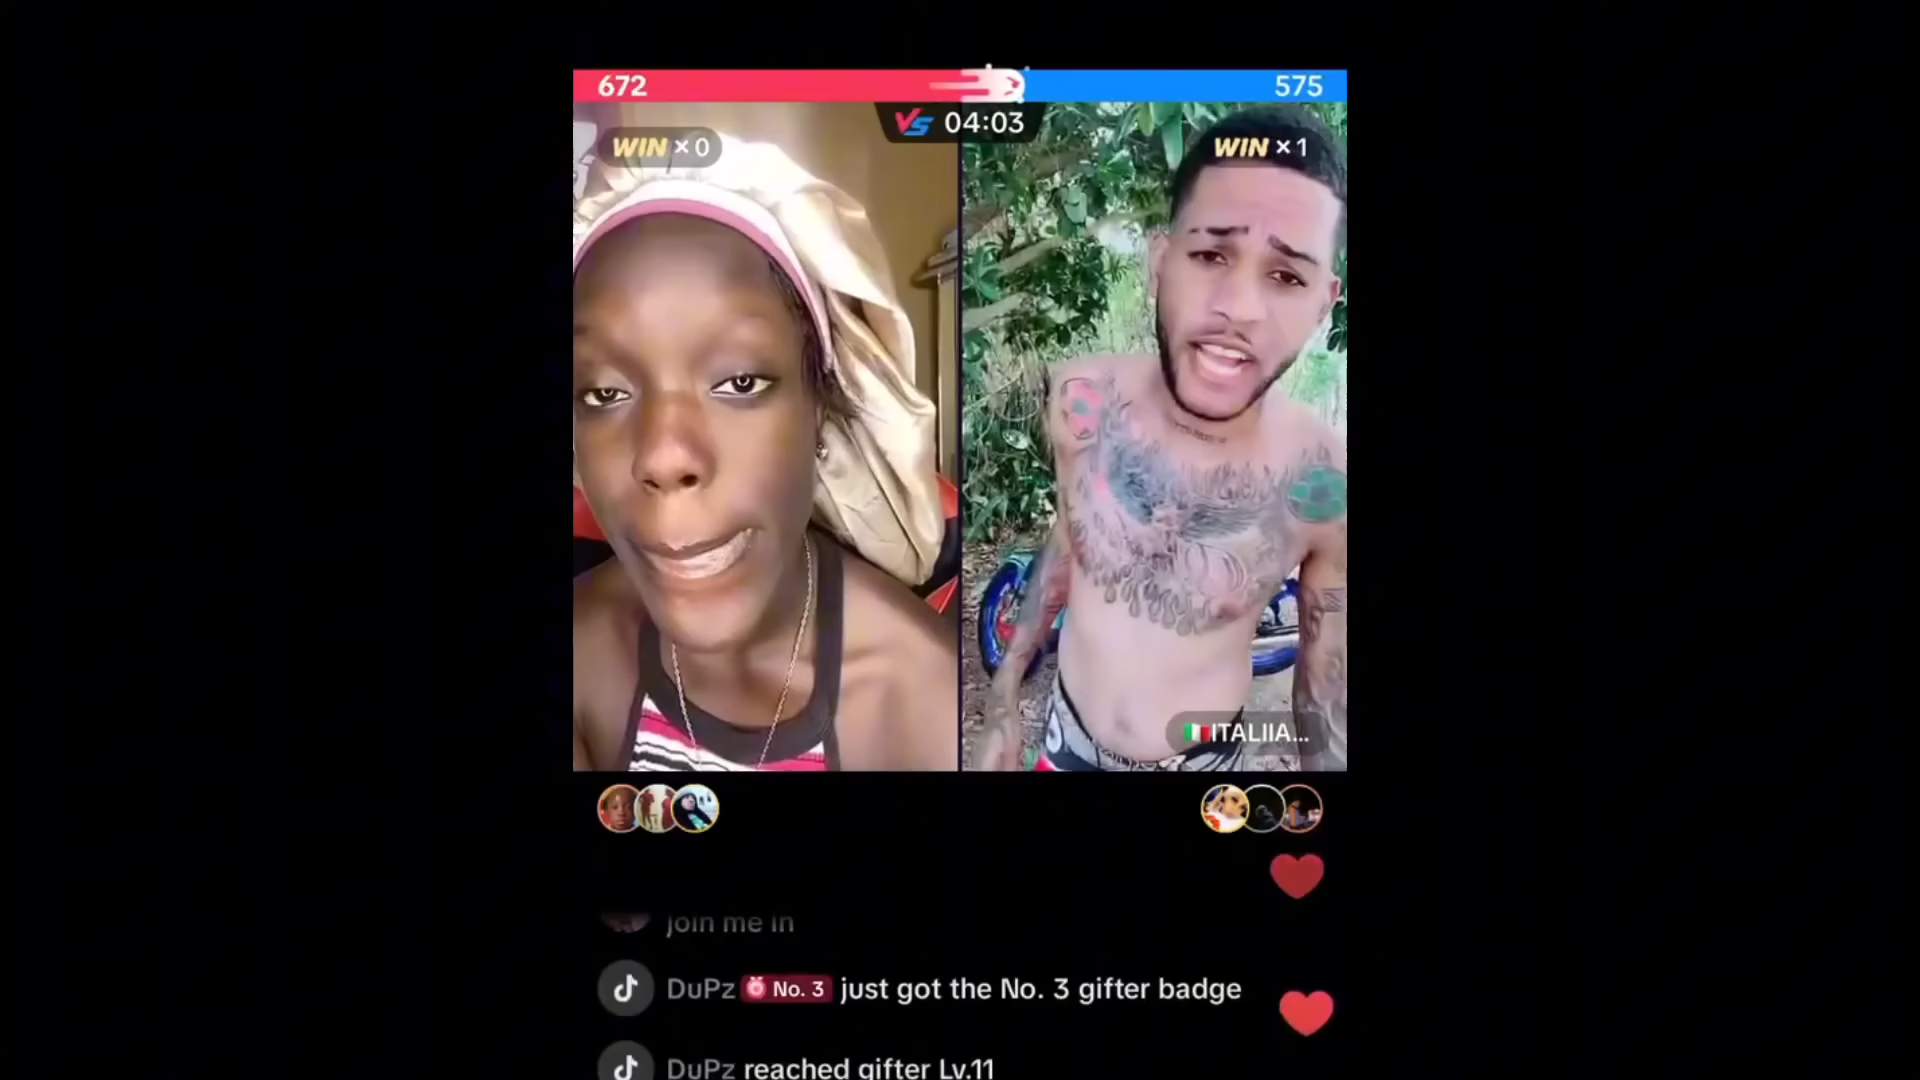 672
575
VS 04:03
WIN × 0
WIN × 1
ITALIIA...
join me in
DuPz No. 3 just got the No. 3 gifter badge
DuPz reached gifter Lv.11